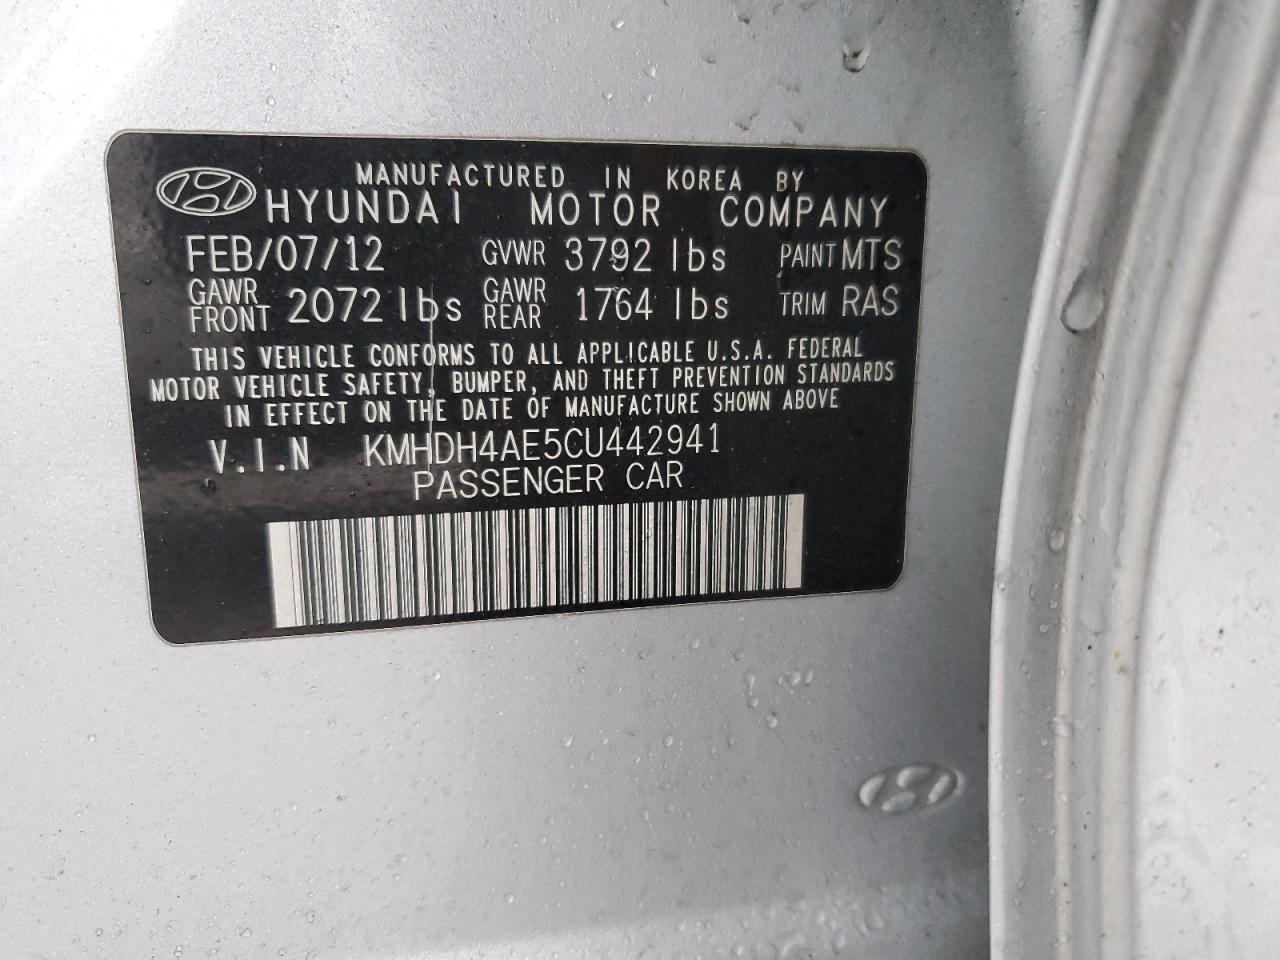 MANUFACTURED IN KOREA BY
HYUNDAI MOTOR COMPANY
FEB/07/12 GVWR 3792 lbs PAINT MTS
GAWR FRONT 2072 lbs GAWR REAR 1764 lbs TRIM RAS
THIS VEHICLE CONFORMS TO ALL APPLICABLE U.S.A. FEDERAL
MOTOR VEHICLE SAFETY, BUMPER, AND THEFT PREVENTION STANDARDS
IN EFFECT ON THE DATE OF MANUFACTURE SHOWN ABOVE
V.I.N KMHDH4AE5CU442941
PASSENGER CAR